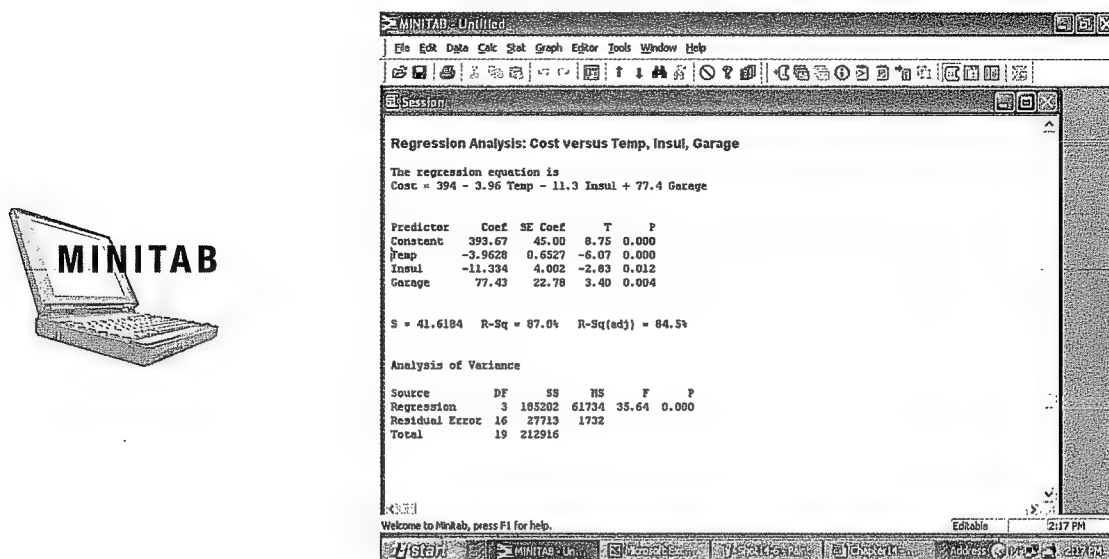 MINITAB
MINITAB - Untitled
File Edit Data Calc Stat Graph Editor Tools Window Help
Session
Regression Analysis: Cost versus Temp, Insul, Garage
The regression equation is
Cost = 394 - 3.96 Temp - 11.3 Insul + 77.4 Garage
Predictor Coef SE Coef T P
Constant 393.67 45.00 8.75 0.000
Temp -3.9628 0.6527 -6.07 0.000
Insul -11.334 4.002 -2.83 0.012
Garage 77.43 22.78 3.40 0.004
S = 41.6184 R-Sq = 87.0% R-Sq(adj) = 84.5%
Analysis of Variance
Source DF SS MS F P
Regression 3 185202 61734 35.64 0.000
Residual Error 16 27713 1732
Total 19 212916
Welcome to Minitab, press F1 for help.
Editable 2:17 PM
start MINITAB - Un... Microsoft Exc... Chapter14 Address